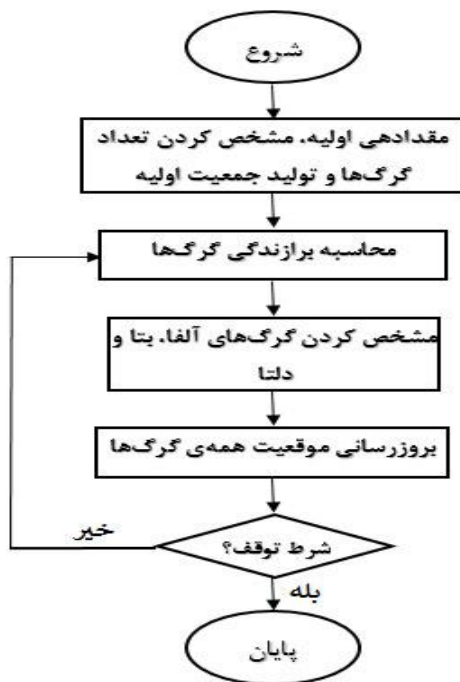 شروع
مقدادهی اولیه، مشخص کردن تعداد
گرگ‌ها و تولید جمعیت اولیه
محاسبه برازندگی گرگ‌ها
مشخص کردن گرگ‌های آلفا، بتا و
دلتا
بروزرسانی موقعیت همه‌ی گرگ‌ها
شرط توقف؟
خیر
بله
پایان